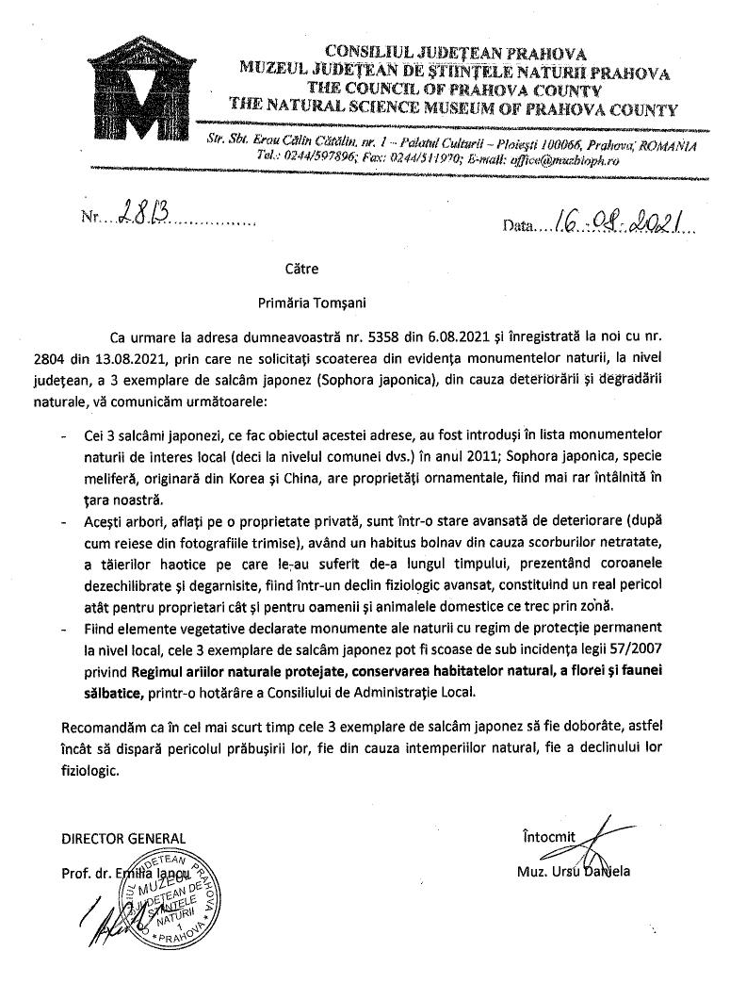 CONSILIUL JUDEȚEAN PRAHOVA
MUZEUL JUDEȚEAN DE ȘTIINȚELE NATURII PRAHOVA
THE COUNCIL OF PRAHOVA COUNTY
THE NATURAL SCIENCE MUSEUM OF PRAHOVA COUNTY
Str. Sbt. Erou Călin Cătălin, nr. 1 – Palatul Culturii – Ploiești 100066, Prahova, ROMANIA
Tel.: 0244/597896; Fax: 0244/511970; E-mail: office@muzbioph.ro
Nr....2813...................
Data....16.08.2021....
Către
Primăria Tomșani
Ca urmare la adresa dumneavoastră nr. 5358 din 6.08.2021 și înregistrată la noi cu nr.
2804 din 13.08.2021, prin care ne solicitați scoaterea din evidența monumentelor naturii, la nivel
județean, a 3 exemplare de salcâm japonez (Sophora japonica), din cauza deteriorării și degradării
naturale, vă comunicăm următoarele:
- Cei 3 salcâmi japonezi, ce fac obiectul acestei adrese, au fost introduși în lista monumentelor
naturii de interes local (deci la nivelul comunei dvs.) în anul 2011; Sophora japonica, specie
meliferă, originară din Korea și China, are proprietăți ornamentale, fiind mai rar întâlnită în
țara noastră.
- Acești arbori, aflați pe o proprietate privată, sunt într-o stare avansată de deteriorare (după
cum reiese din fotografiile trimise), având un habitus bolnav din cauza scorburilor netratate,
a tăierilor haotice pe care le-au suferit de-a lungul timpului, prezentând coroanele
dezechilibrate și degarnisite, fiind într-un declin fiziologic avansat, constituind un real pericol
atât pentru proprietari cât și pentru oamenii și animalele domestice ce trec prin zonă.
- Fiind elemente vegetative declarate monumente ale naturii cu regim de protecție permanent
la nivel local, cele 3 exemplare de salcâm japonez pot fi scoase de sub incidența legii 57/2007
privind Regimul ariilor naturale protejate, conservarea habitatelor natural, a florei și faunei
sălbatice, printr-o hotărâre a Consiliului de Administrație Local.
Recomandăm ca în cel mai scurt timp cele 3 exemplare de salcâm japonez să fie doborâte, astfel
încât să dispară pericolul prăbușirii lor, fie din cauza intemperiilor natural, fie a declinului lor
fiziologic.
DIRECTOR GENERAL
Întocmit
Prof. dr. Emilia Iancu
Muz. Ursu Daniela
CONSILIUL JUDEȚEAN PRAHOVA
MUZEUL
JUDEȚEAN DE
ȘTIINȚELE
NATURII
1
* PRAHOVA *